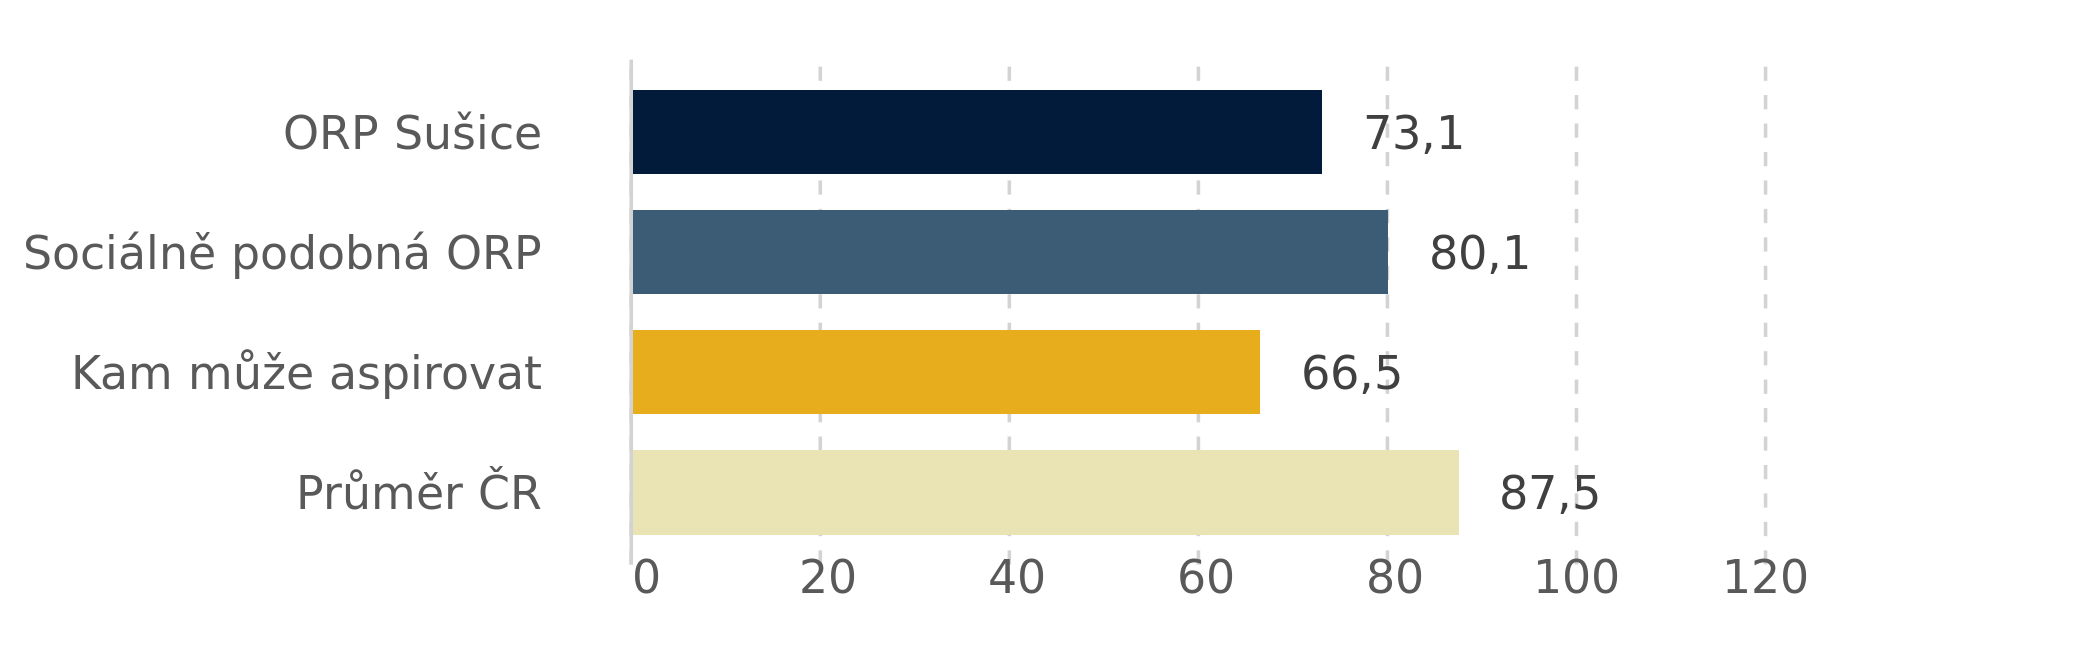 ORP Sušice 73,1
Sociálně podobná ORP 80,1
Kam může aspirovat 66,5
Průměr ČR 87,5
0 20 40 60 80 100 120